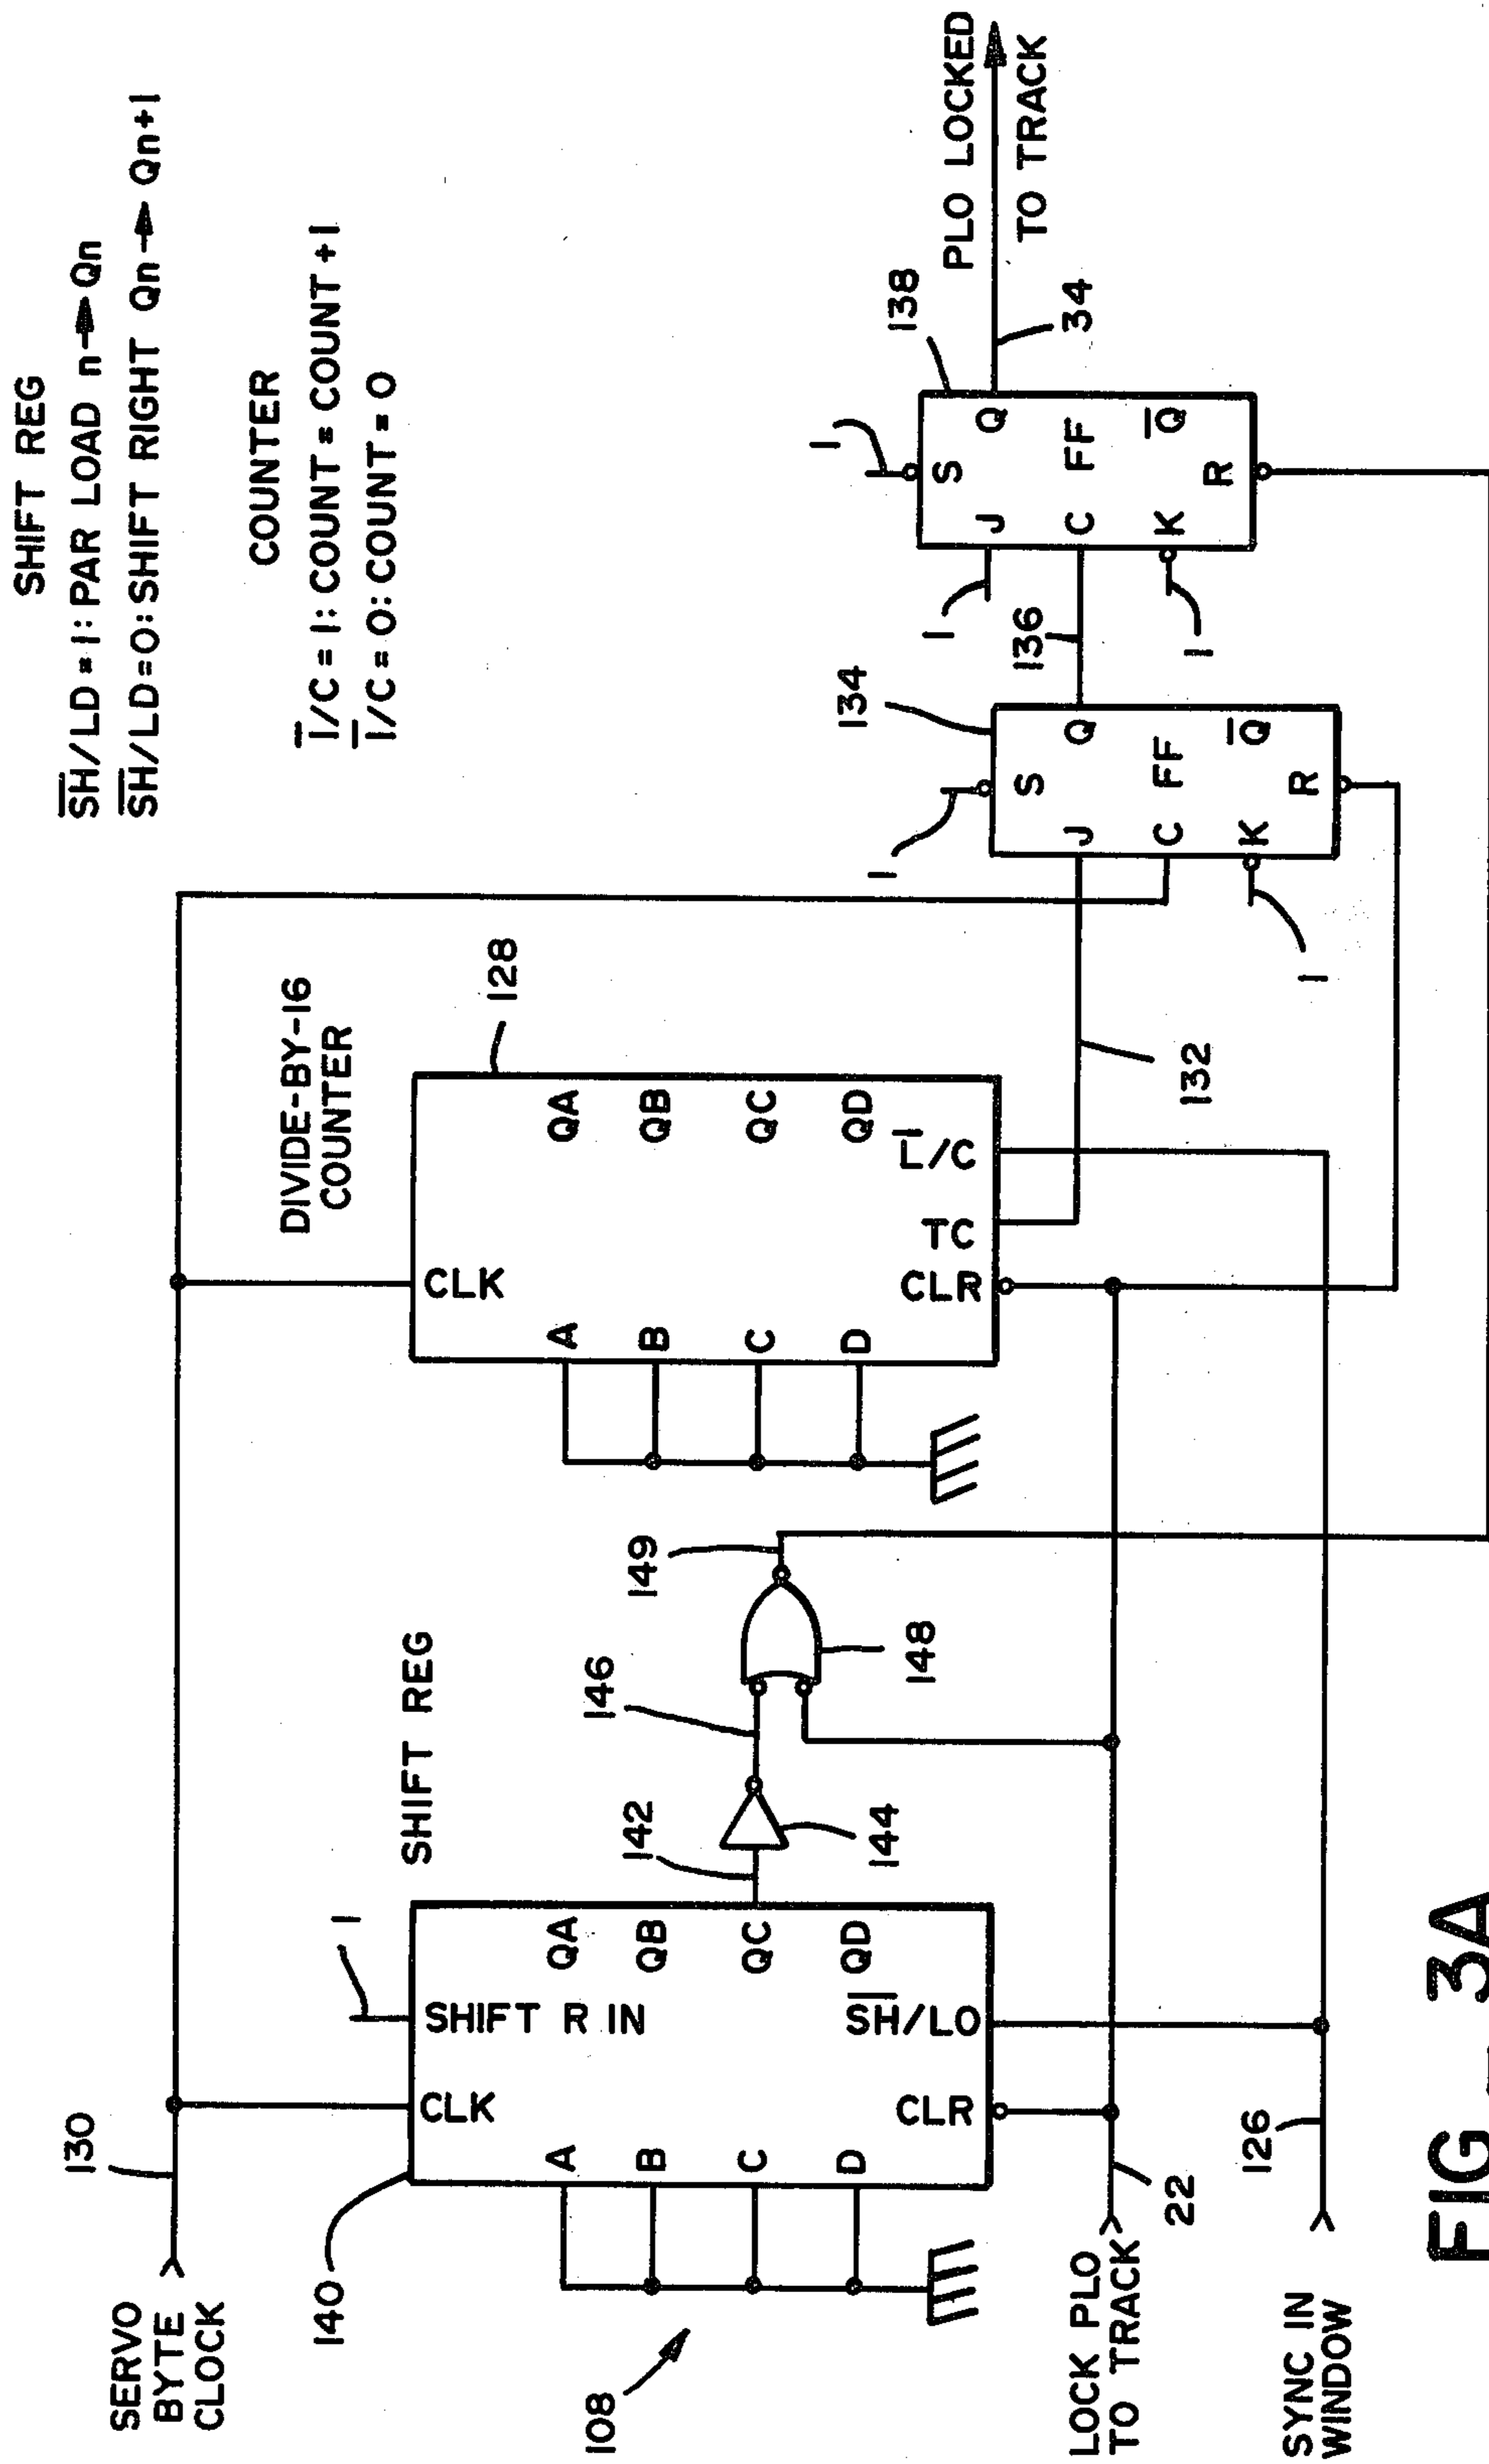 SHIFT REG
SH/LD = 1: PAR LOAD n → Qn
SH/LD = 0: SHIFT RIGHT Qn → Qn+1
COUNTER
1/C = 1: COUNT = COUNT + 1
1/C = 0: COUNT = 0
SERVO
BYTE
CLOCK
130
140
108
1
CLK
SHIFT R IN
A
B
C
D
QA
QB
QC
QD
CLR
SH/LO
SHIFT REG
142
144
146
148
149
DIVIDE-BY-16
COUNTER
128
CLK
A
B
C
D
QA
QB
QC
QD
CLR
TC
L/C
132
134
1
S
J
Q
C
FF
K
Q
R
1
136
138
1
S
J
Q
C
FF
K
Q
R
1
1
34
PLO LOCKED
TO TRACK
LOCK PLO
TO TRACK
22
SYNC IN
WINDOW
126
FIG_3A